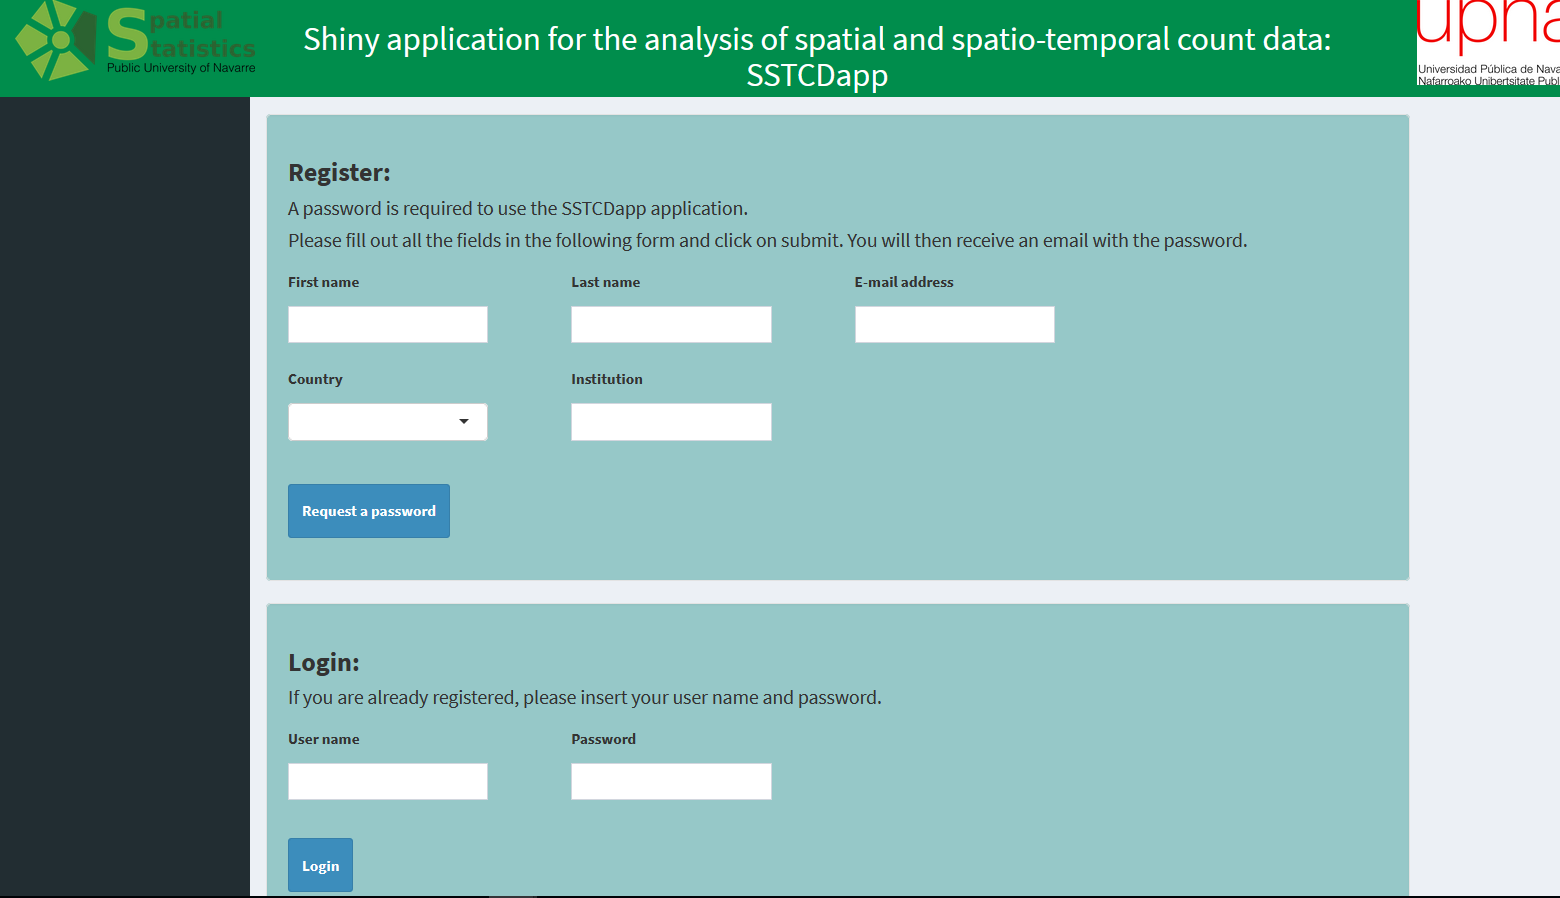 Spatial
Statistics
Public University of Navarre
Shiny application for the analysis of spatial and spatio-temporal count data:
SSTCDapp
upna
Universidad Pública de Nava
Nafarroako Unibertsitate Publ
Register:
A password is required to use the SSTCDapp application.
Please fill out all the fields in the following form and click on submit. You will then receive an email with the password.
First name Last name E-mail address
Country Institution
Request a password
Login:
If you are already registered, please insert your user name and password.
User name Password
Login